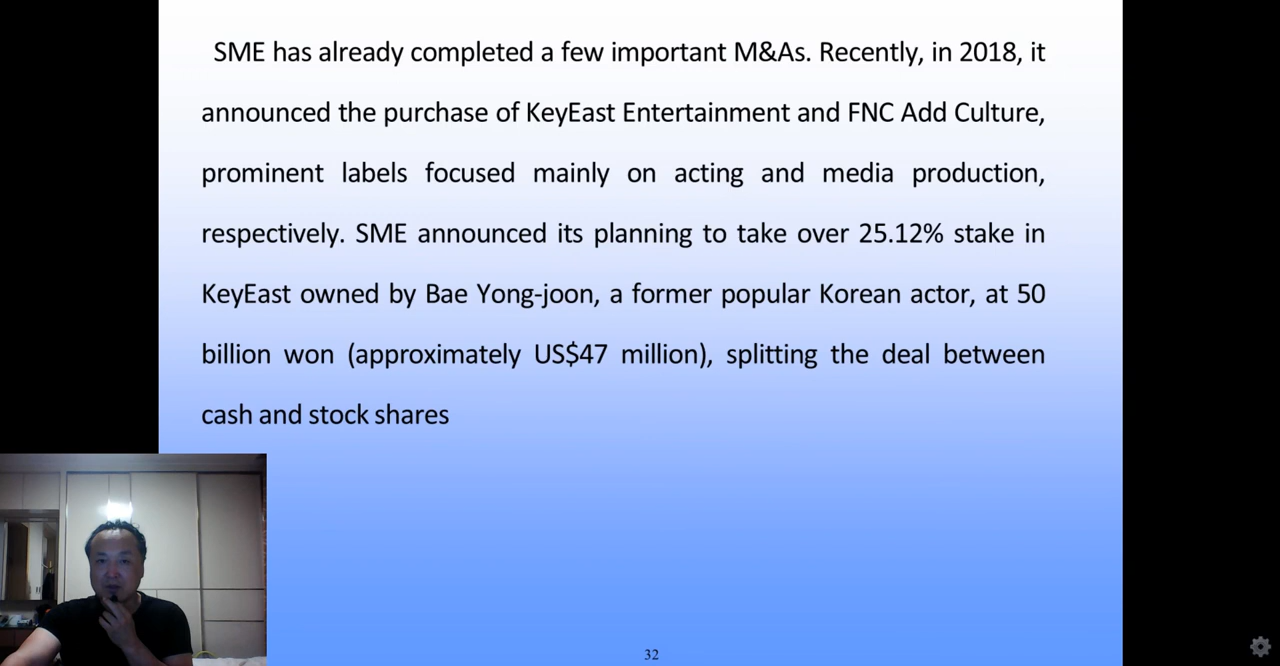 SME has already completed a few important M&As. Recently, in 2018, it
announced the purchase of KeyEast Entertainment and FNC Add Culture,
prominent labels focused mainly on acting and media production,
respectively. SME announced its planning to take over 25.12% stake in
KeyEast owned by Bae Yong-joon, a former popular Korean actor, at 50
billion won (approximately US$47 million), splitting the deal between
cash and stock shares
32